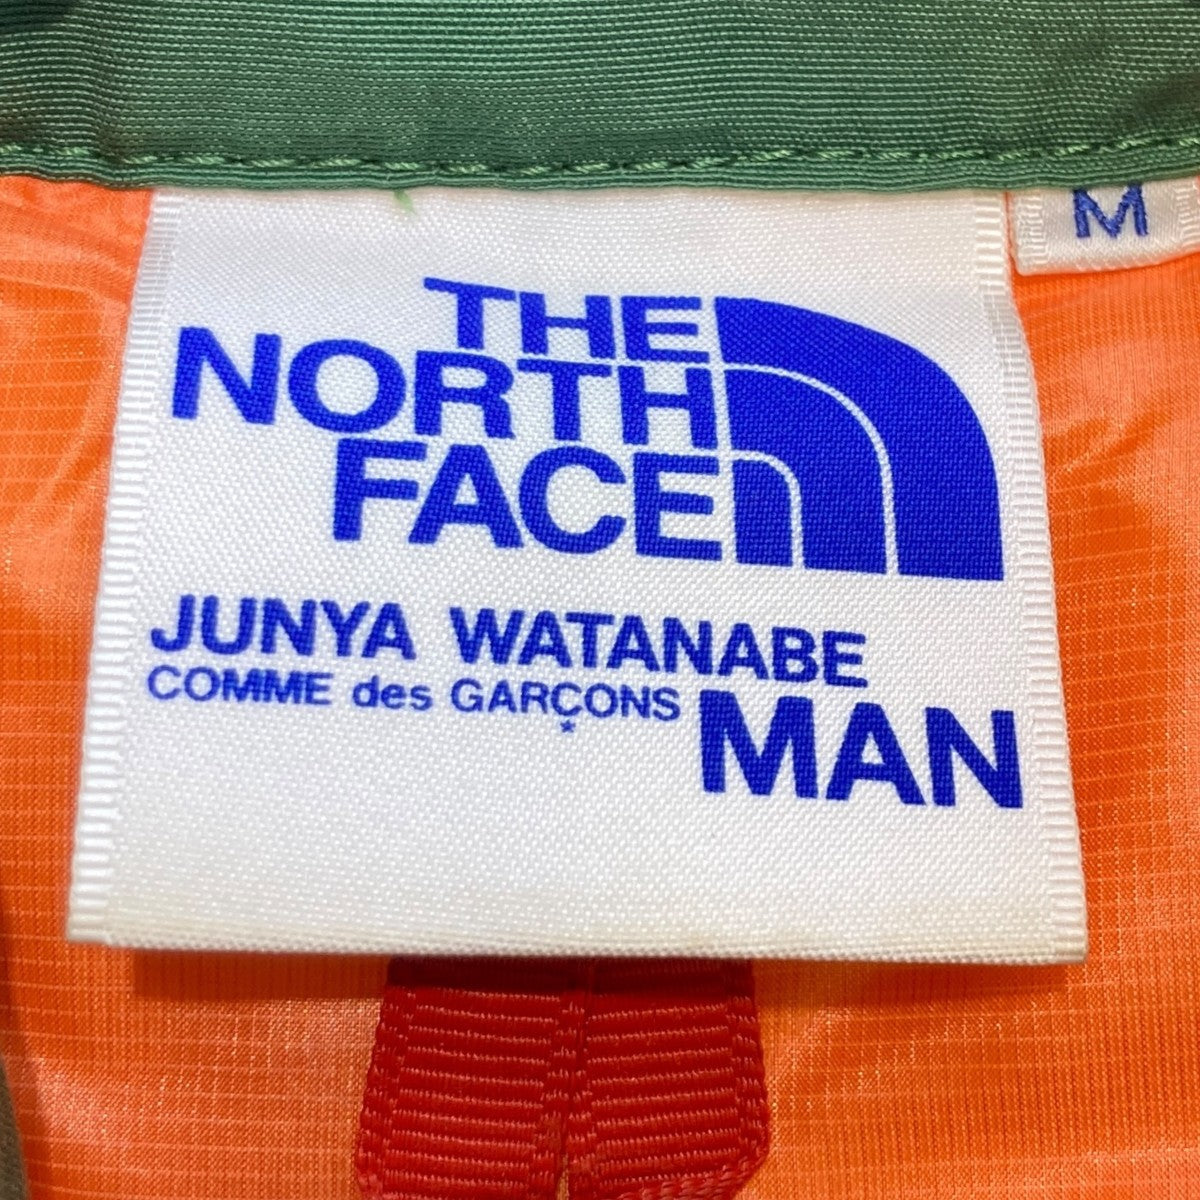 M
THE
NORTH
FACE
JUNYA WATANABE
COMME des GARÇONS
MAN